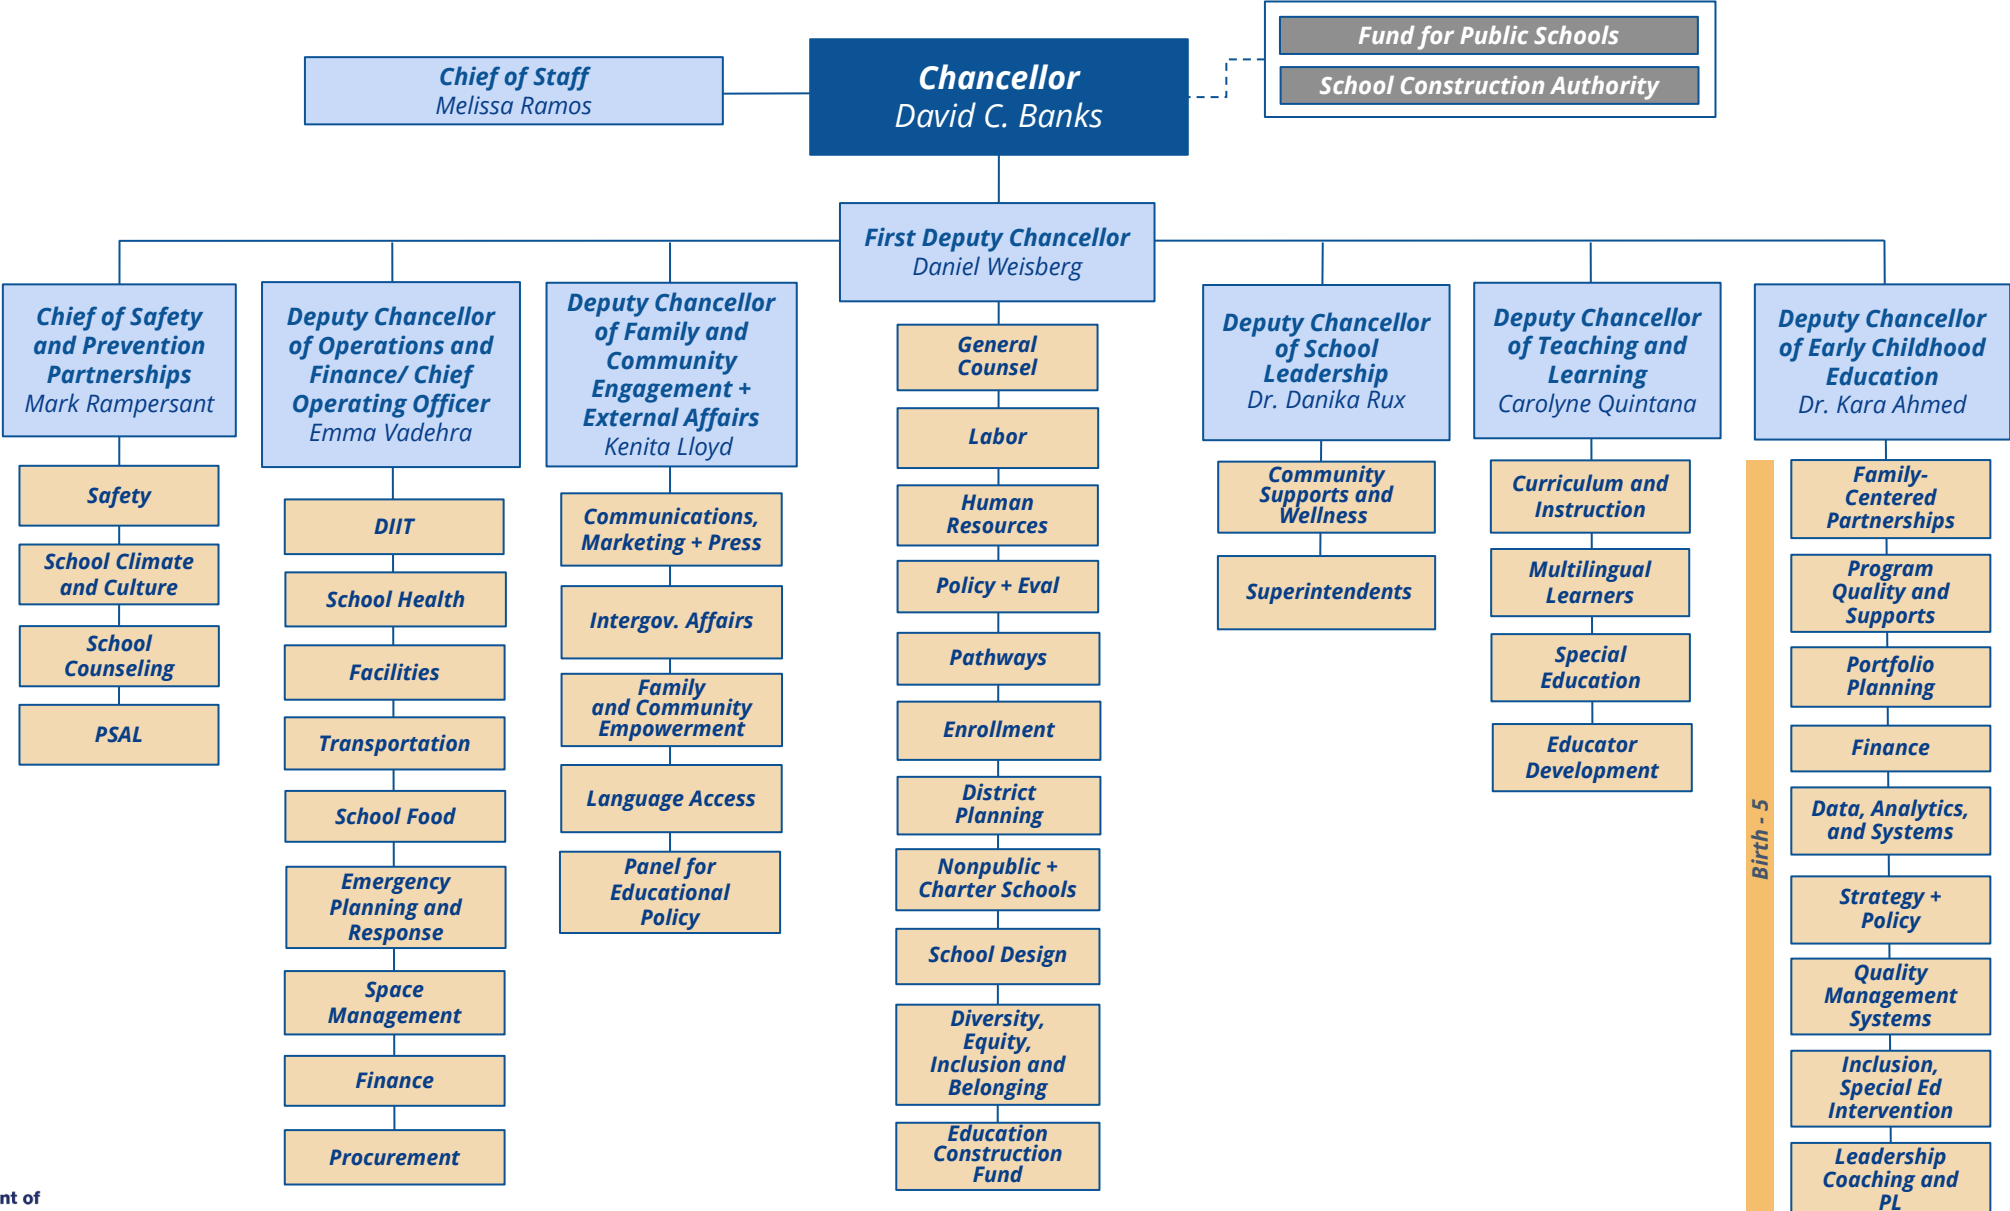 Fund for Public Schools
School Construction Authority
Chief of Staff
Melissa Ramos
Chancellor
David C. Banks
First Deputy Chancellor
Daniel Weisberg
Chief of Safety
and Prevention
Partnerships
Mark Rampersant
Safety
School Climate
and Culture
School
Counseling
PSAL
Deputy Chancellor
of Operations and
Finance/ Chief
Operating Officer
Emma Vadehra
DIIT
School Health
Facilities
Transportation
School Food
Emergency
Planning and
Response
Space
Management
Finance
Procurement
Deputy Chancellor
of Family and
Community
Engagement +
External Affairs
Kenita Lloyd
Communications,
Marketing + Press
Intergov. Affairs
Family
and Community
Empowerment
Language Access
Panel for
Educational
Policy
General
Counsel
Labor
Human
Resources
Policy + Eval
Pathways
Enrollment
District
Planning
Nonpublic +
Charter Schools
School Design
Diversity,
Equity,
Inclusion and
Belonging
Education
Construction
Fund
Deputy Chancellor
of School
Leadership
Dr. Danika Rux
Community
Supports and
Wellness
Superintendents
Deputy Chancellor
of Teaching and
Learning
Carolyne Quintana
Curriculum and
Instruction
Multilingual
Learners
Special
Education
Educator
Development
Deputy Chancellor
of Early Childhood
Education
Dr. Kara Ahmed
Birth - 5
Family-
Centered
Partnerships
Program
Quality and
Supports
Portfolio
Planning
Finance
Data, Analytics,
and Systems
Strategy +
Policy
Quality
Management
Systems
Inclusion,
Special Ed
Intervention
Leadership
Coaching and
PL
nt of